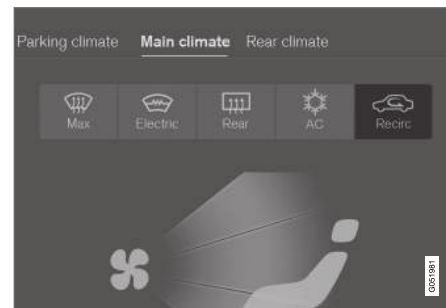 Parking climate Main climate Rear climate
Max Electric Rear AC Recirc
G051981